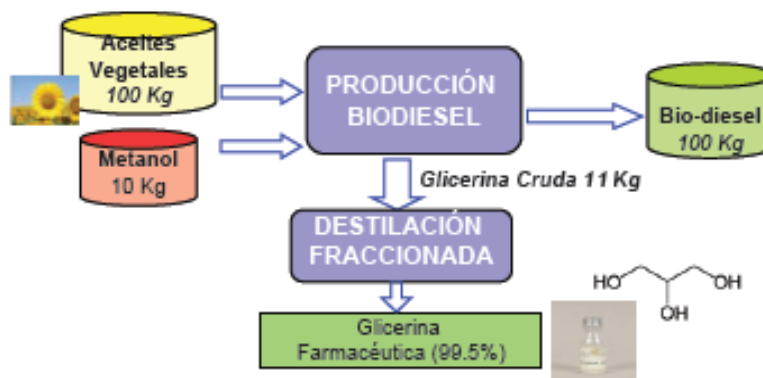 Aceites
Vegetales
100 Kg
Metanol
10 Kg
PRODUCCIÓN
BIODIESEL
Bio-diesel
100 Kg
Glicerina Cruda 11 Kg
DESTILACIÓN
FRACCIONADA
Glicerina
Farmacéutica (99.5%)
HO
OH
OH